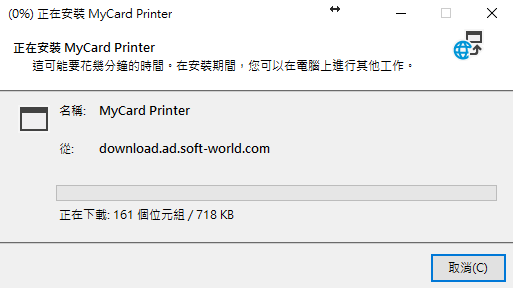 (0%) 正在安裝 MyCard Printer
正在安裝 MyCard Printer
這可能要花幾分鐘的時間。在安裝期間，您可以在電腦上進行其他工作。
名稱: MyCard Printer
從: download.ad.soft-world.com
正在下載: 161 個位元組 / 718 KB
取消(C)